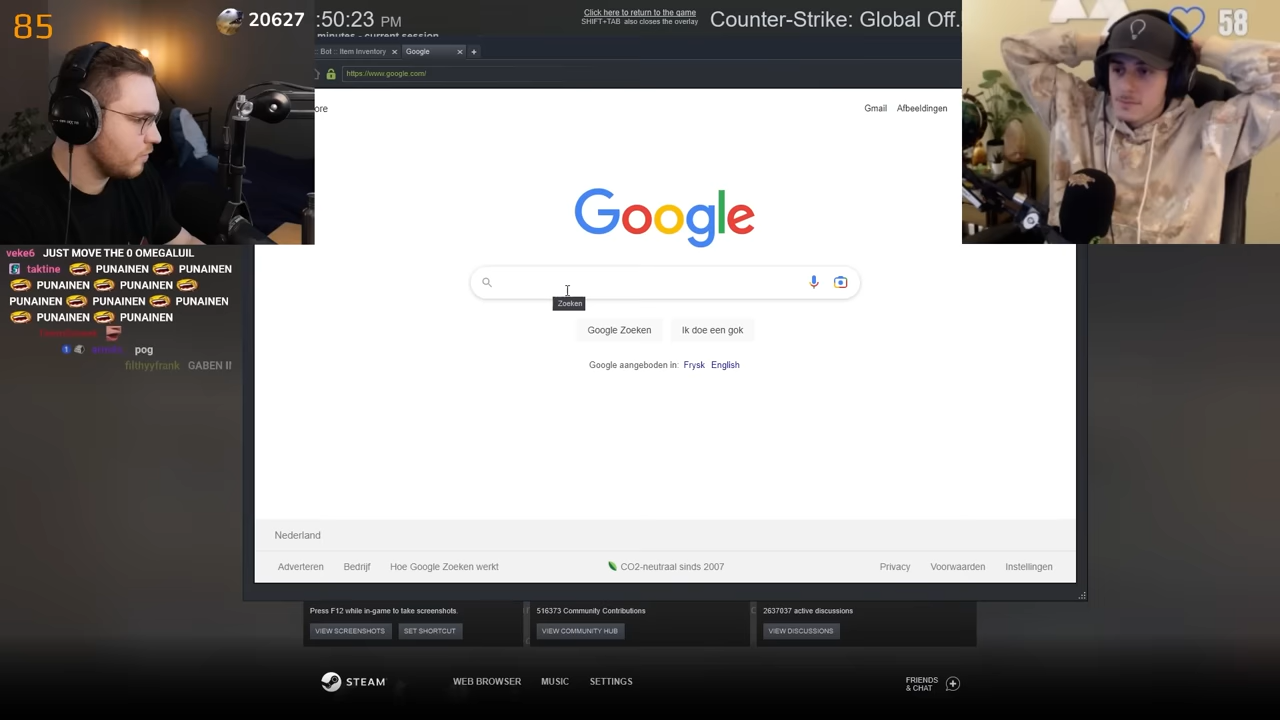 85
20627
:50:23 PM
minutes - current session
Click here to return to the game
SHIFT+TAB also closes the overlay
Counter-Strike: Global Off.
58
:: Bot :: Item Inventory
Google
https://www.google.com/
ore
Gmail
Afbeeldingen
Google
Zoeken
Google Zoeken
Ik doe een gok
Google aangeboden in: Frysk English
veke6 JUST MOVE THE 0 OMEGALUIL
taktine PUNAINEN PUNAINEN
PUNAINEN PUNAINEN
PUNAINEN PUNAINEN PUNAINEN
PUNAINEN PUNAINEN
pog
filthyyfrank GABEN II
Nederland
Adverteren
Bedrijf
Hoe Google Zoeken werkt
CO2-neutraal sinds 2007
Privacy
Voorwaarden
Instellingen
Press F12 while in-game to take screenshots.
VIEW SCREENSHOTS
SET SHORTCUT
516373 Community Contributions
VIEW COMMUNITY HUB
2637037 active discussions
VIEW DISCUSSIONS
STEAM
WEB BROWSER
MUSIC
SETTINGS
FRIENDS
& CHAT